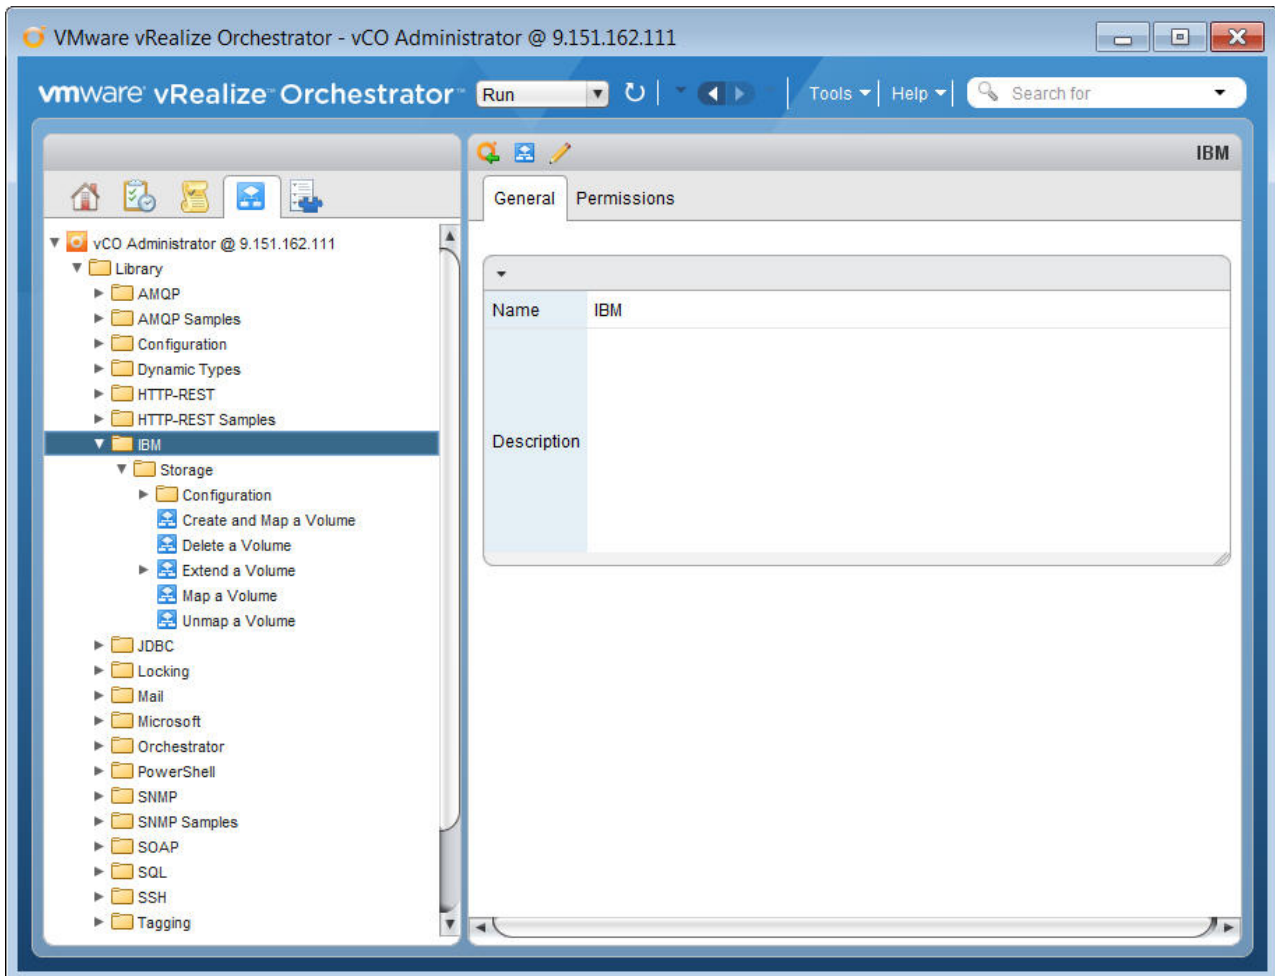 VMware vRealize Orchestrator - vCO Administrator @ 9.151.162.111
vmware vRealize™ Orchestrator™ Run Tools Help Search for
IBM
General Permissions
vCO Administrator @ 9.151.162.111
Library
AMQP
AMQP Samples
Configuration
Dynamic Types
HTTP-REST
HTTP-REST Samples
IBM
Storage
Configuration
Create and Map a Volume
Delete a Volume
Extend a Volume
Map a Volume
Unmap a Volume
JDBC
Locking
Mail
Microsoft
Orchestrator
PowerShell
SNMP
SNMP Samples
SOAP
SQL
SSH
Tagging
Name IBM
Description